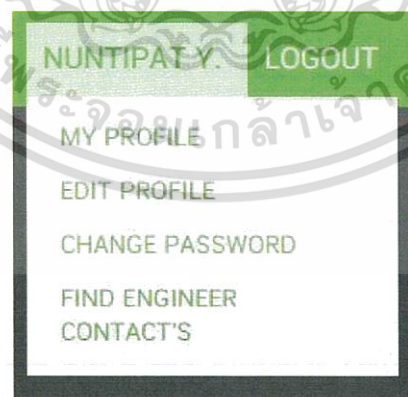 NUNTIPAT Y. LOGOUT
MY PROFILE
EDIT PROFILE
CHANGE PASSWORD
FIND ENGINEER
CONTACT'S